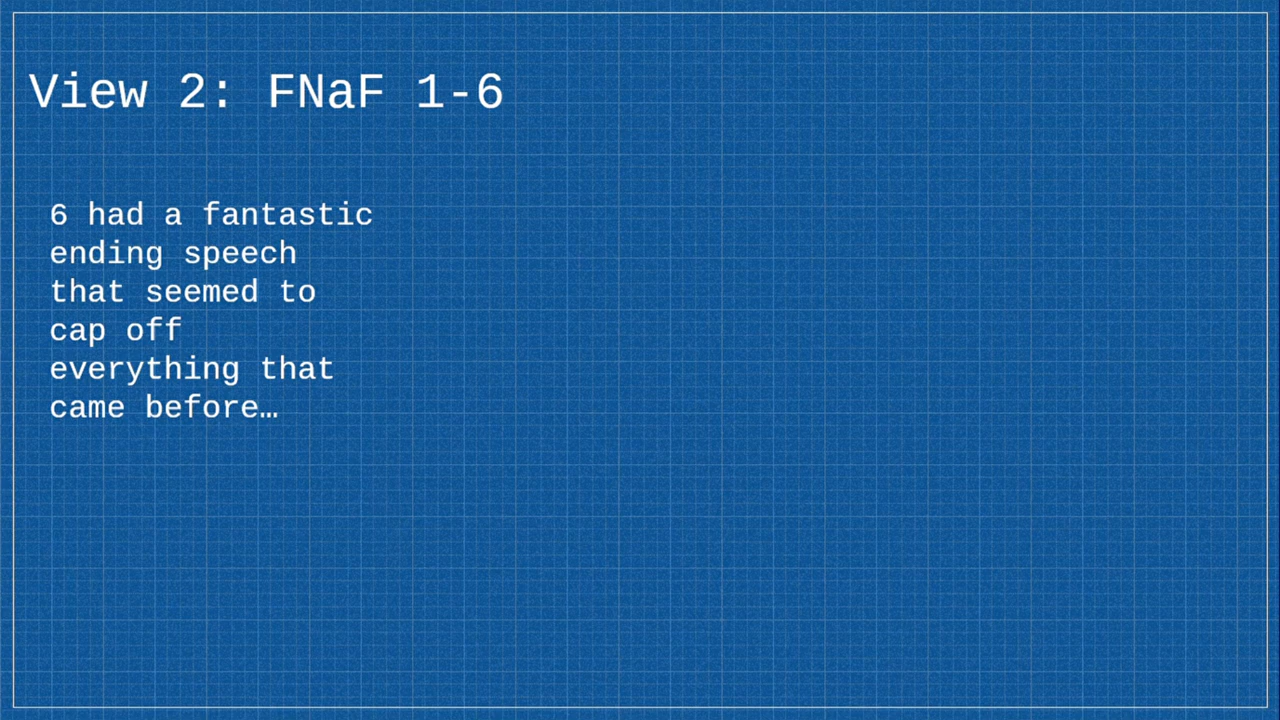 View 2: FNaF 1-6
6 had a fantastic
ending speech
that seemed to
cap off
everything that
came before…